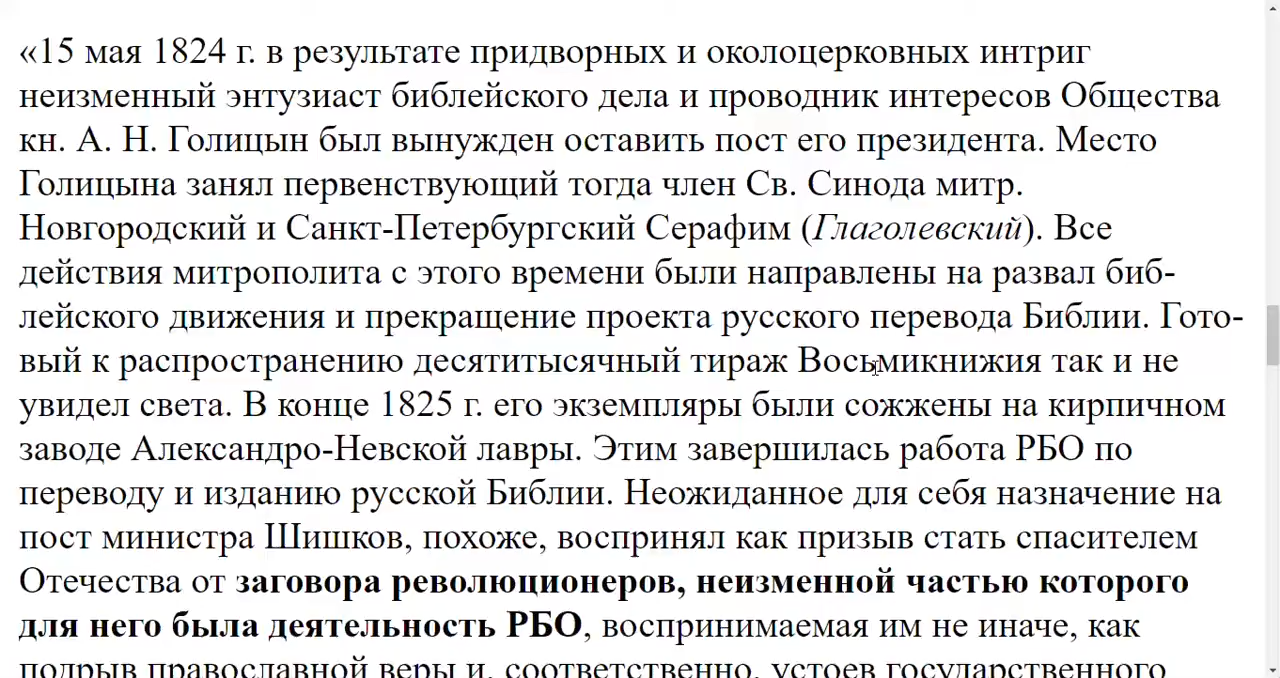 «15 мая 1824 г. в результате придворных и околоцерковных интриг
неизменный энтузиаст библейского дела и проводник интересов Общества
кн. А. Н. Голицын был вынужден оставить пост его президента. Место
Голицына занял первенствующий тогда член Св. Синода митр.
Новгородский и Санкт-Петербургский Серафим (Глаголевский). Все
действия митрополита с этого времени были направлены на развал биб-
лейского движения и прекращение проекта русского перевода Библии. Гото-
вый к распространению десятитысячный тираж Восьмикнижия так и не
увидел света. В конце 1825 г. его экземпляры были сожжены на кирпичном
заводе Александро-Невской лавры. Этим завершилась работа РБО по
переводу и изданию русской Библии. Неожиданное для себя назначение на
пост министра Шишков, похоже, воспринял как призыв стать спасителем
Отечества от заговора революционеров, неизменной частью которого
для него была деятельность РБО, воспринимаемая им не иначе, как
подрыв православной веры и, соответственно, устоев государственного